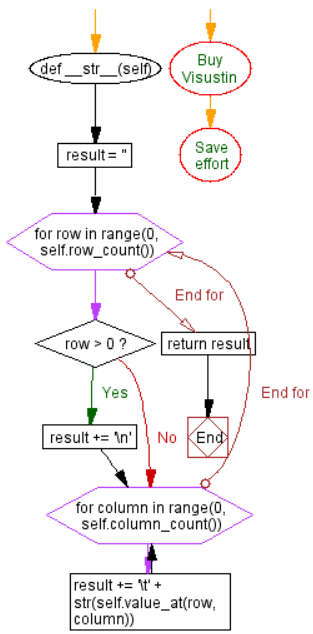 def __str__(self)
Buy
Visustin
Save
effort
result = ''
for row in range(0,
self.row_count())
End for
row > 0 ?
return result
Yes
End for
result += '\n'
No
End
for column in range(0,
self.column_count())
result += '\t' +
str(self.value_at(row,
column))